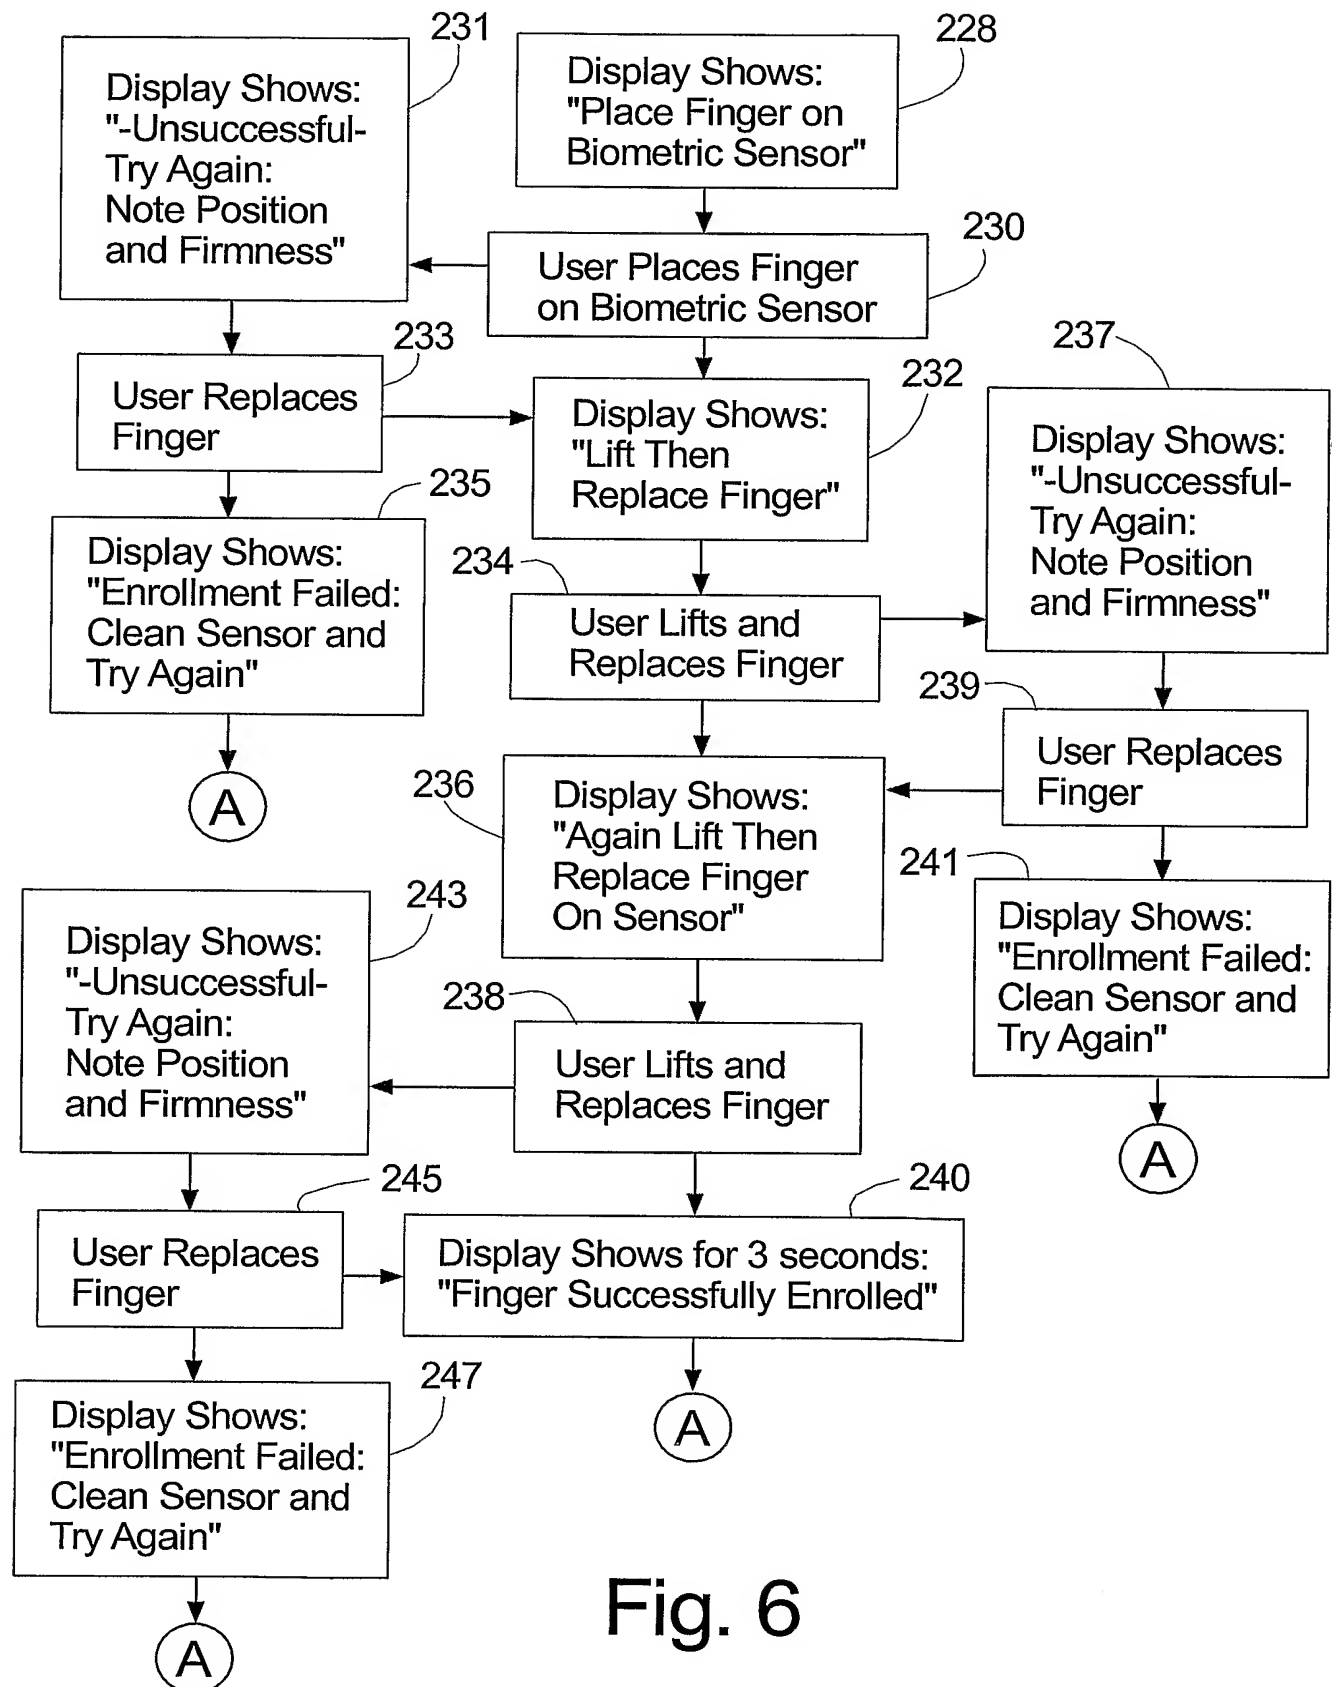 231
Display Shows:
"-Unsuccessful-
Try Again:
Note Position
and Firmness"
228
Display Shows:
"Place Finger on
Biometric Sensor"
230
User Places Finger
on Biometric Sensor
233
User Replaces
Finger
232
Display Shows:
"Lift Then
Replace Finger"
237
Display Shows:
"-Unsuccessful-
Try Again:
Note Position
and Firmness"
235
Display Shows:
"Enrollment Failed:
Clean Sensor and
Try Again"
A
234
User Lifts and
Replaces Finger
239
User Replaces
Finger
236
Display Shows:
"Again Lift Then
Replace Finger
On Sensor"
241
Display Shows:
"Enrollment Failed:
Clean Sensor and
Try Again"
A
243
Display Shows:
"-Unsuccessful-
Try Again:
Note Position
and Firmness"
238
User Lifts and
Replaces Finger
245
User Replaces
Finger
240
Display Shows for 3 seconds:
"Finger Successfully Enrolled"
A
247
Display Shows:
"Enrollment Failed:
Clean Sensor and
Try Again"
A
Fig. 6